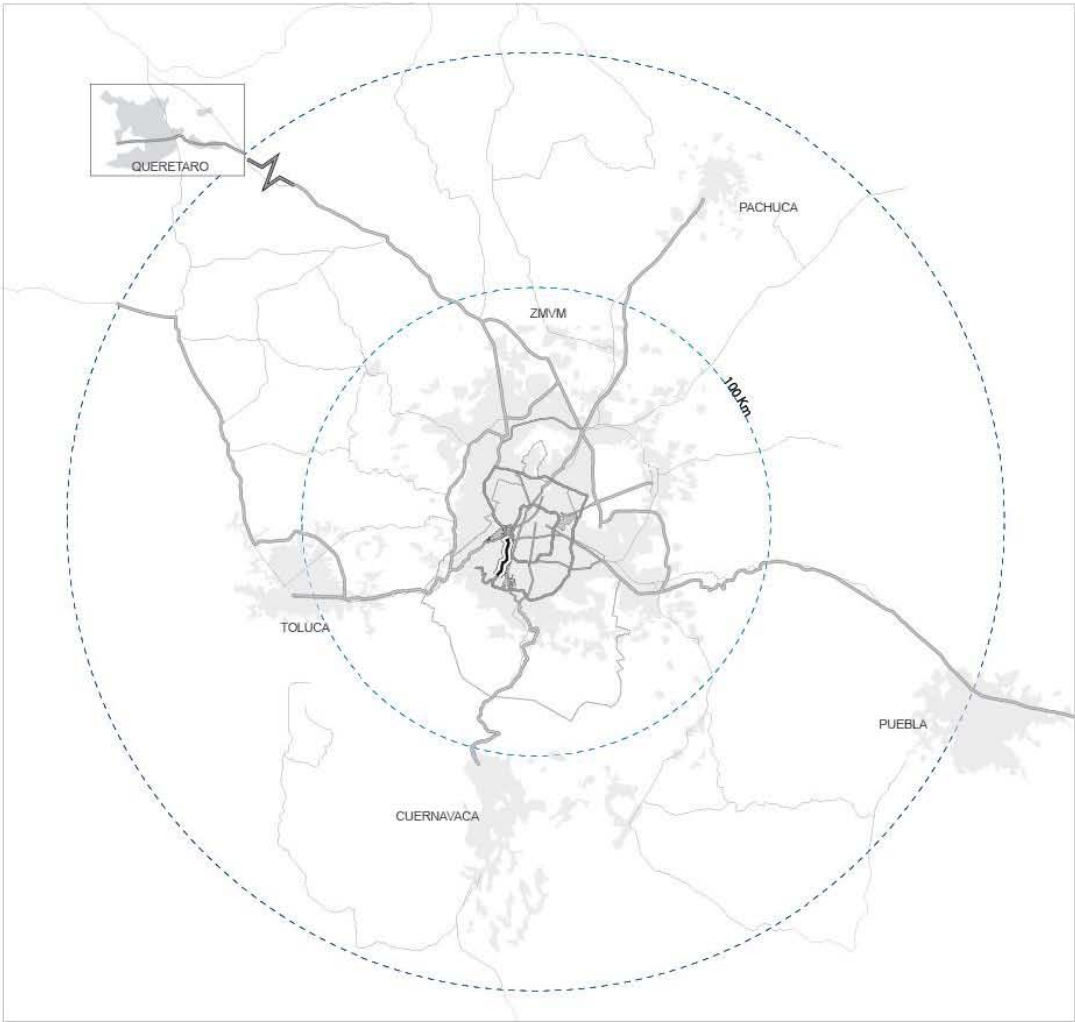 QUERETARO
PACHUCA
ZMVM
100 Km.
TOLUCA
PUEBLA
CUERNAVACA